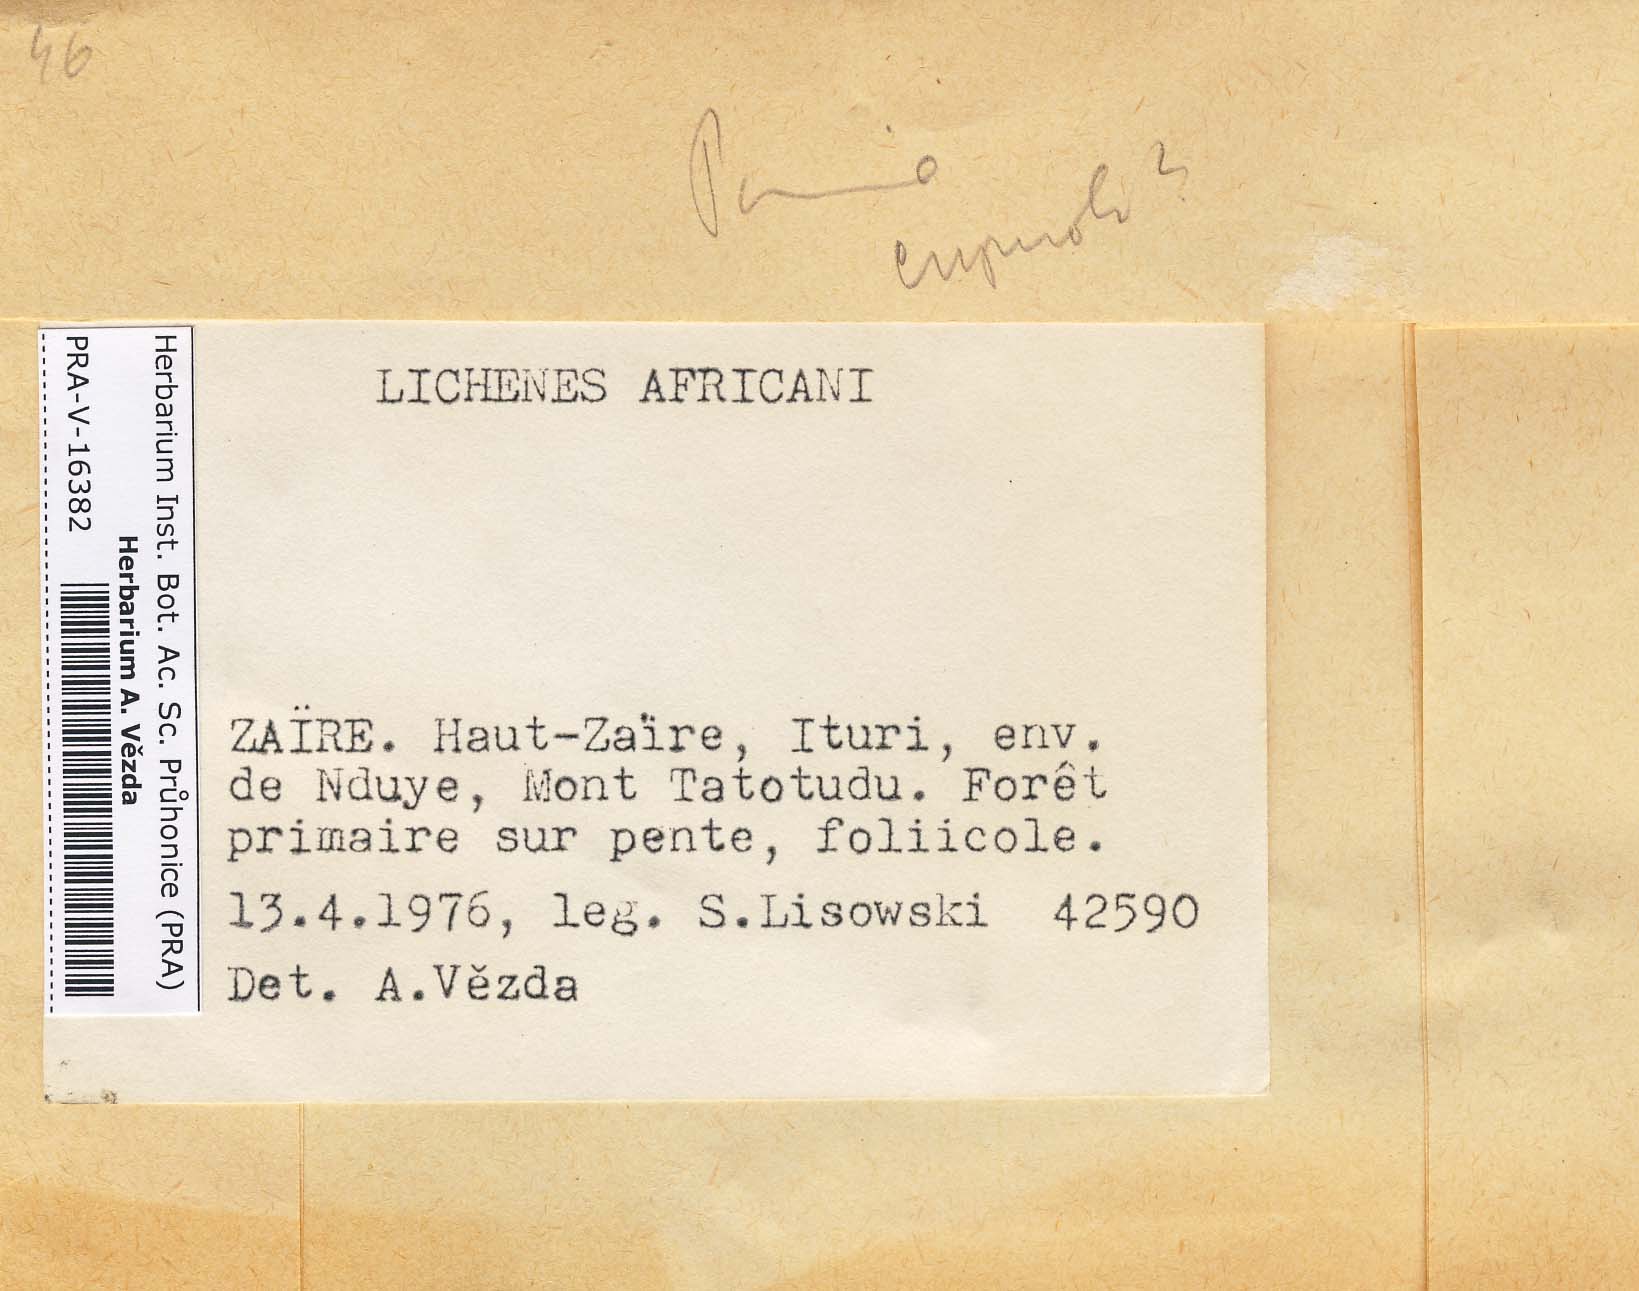 46
LICHENES AFRICANI
ZAÏRE. Haut-Zaïre, Ituri, env.
de Nduye, Mont Tatotudu. Forêt
primaire sur pente, foliicole.
13.4.1976, leg. S.Lisowski 42590
Det. A.Vězda
Herbarium Inst. Bot. Ac. Sc. Průhonice (PRA)
Herbarium A. Vězda
PRA-V-16382